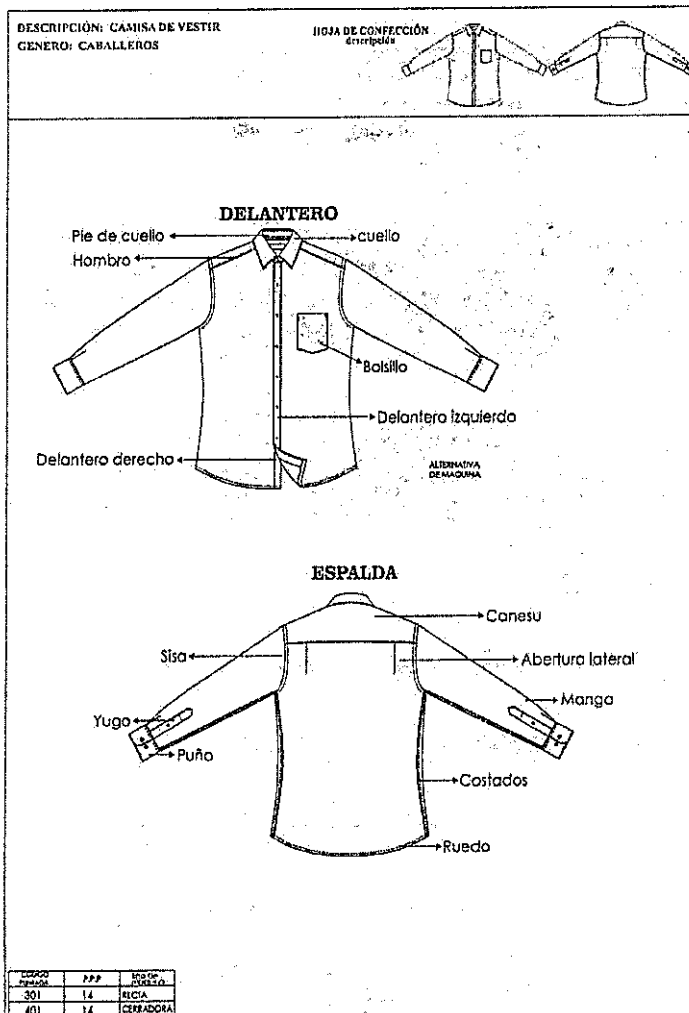 DESCRIPCIÓN: CAMISA DE VESTIR
GENERO: CABALLEROS
HOJA DE CONFECCIÓN
descripción
DELANTERO
Pie de cuello
cuello
Hombro
Bolsillo
Delantero izquierdo
Delantero derecho
ALTERNATIVA
DE MAQUINA
ESPALDA
Canesu
Sisa
Abertura lateral
Manga
Yugo
Puño
Costados
Ruedo
P.P.P
301 14 RECTA
401 14 CERRADORA